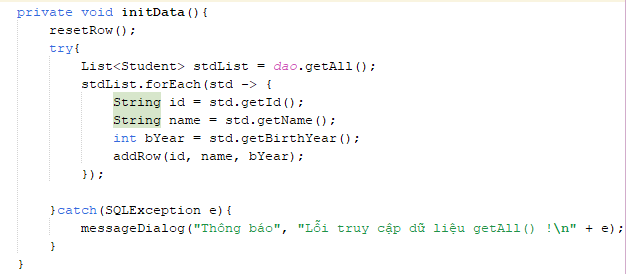 private void initData(){
    resetRow();
    try{
        List<Student> stdList = dao.getAll();
        stdList.forEach(std -> {
            String id = std.getId();
            String name = std.getName();
            int bYear = std.getBirthYear();
            addRow(id, name, bYear);
        });

    }catch(SQLException e){
        messageDialog("Thông báo", "Lỗi truy cập dữ liệu getAll() !\n" + e);
    }
}